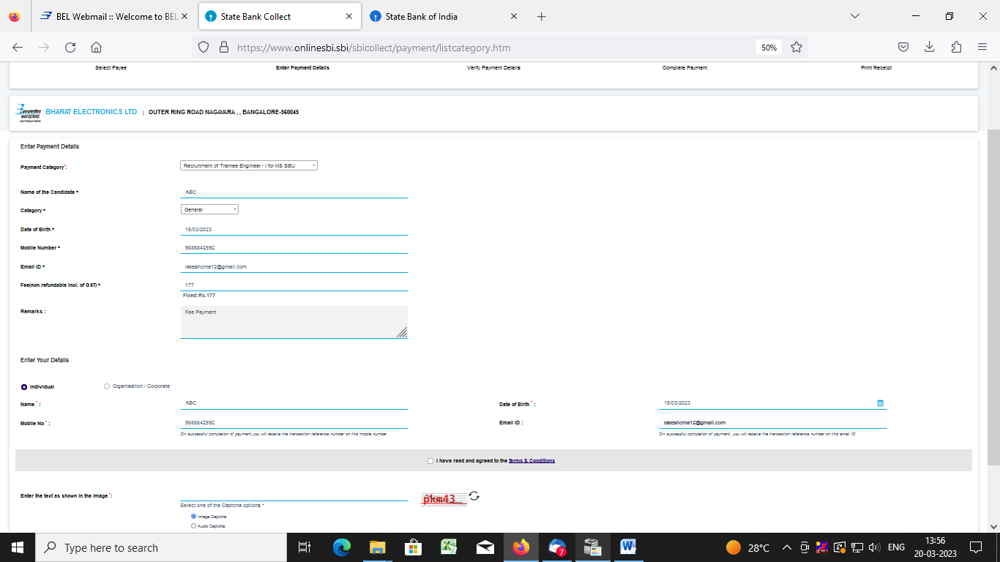 BEL Webmail :: Welcome to BEL
State Bank Collect
State Bank of India
https://www.onlinesbi.sbi/sbicollect/payment/listcategory.htm
50%
Select Payee
Enter Payment Details
Verify Payment Details
Complete Payment
Print Receipt
BHARAT ELECTRONICS LTD | OUTER RING ROAD NAGAVARA , , BANGALORE-560045
Enter Payment Details
Payment Category*:
Recruitment of Trainee Engineer - I for MS SBU
Name of the Candidate *
ABC
Category *
General
Date of Birth *
15/03/2023
Mobile Number *
9886842592
Email ID *
rakeshcma12@gmail.com
Fee(non refundable incl. of GST) *
177
Fixed:Rs.177
Remarks :
Fee Payment
Enter Your Details
Individual
Organisation / Corporate
Name * :
ABC
Date of Birth * :
15/03/2023
Mobile No * :
9886842592
Email ID :
rakeshcma12@gmail.com
On successful completion of payment,you will receive the transaction reference number on this mobile number
On successful completion of payment, you will receive the transaction reference number on this email ID
I have read and agreed to the Terms & Conditions
Enter the text as shown in the image *:
pkm43
Select one of the Captcha options *
Image Captcha
Audio Captcha
Type here to search
7
28°C
ENG
13:56
20-03-2023